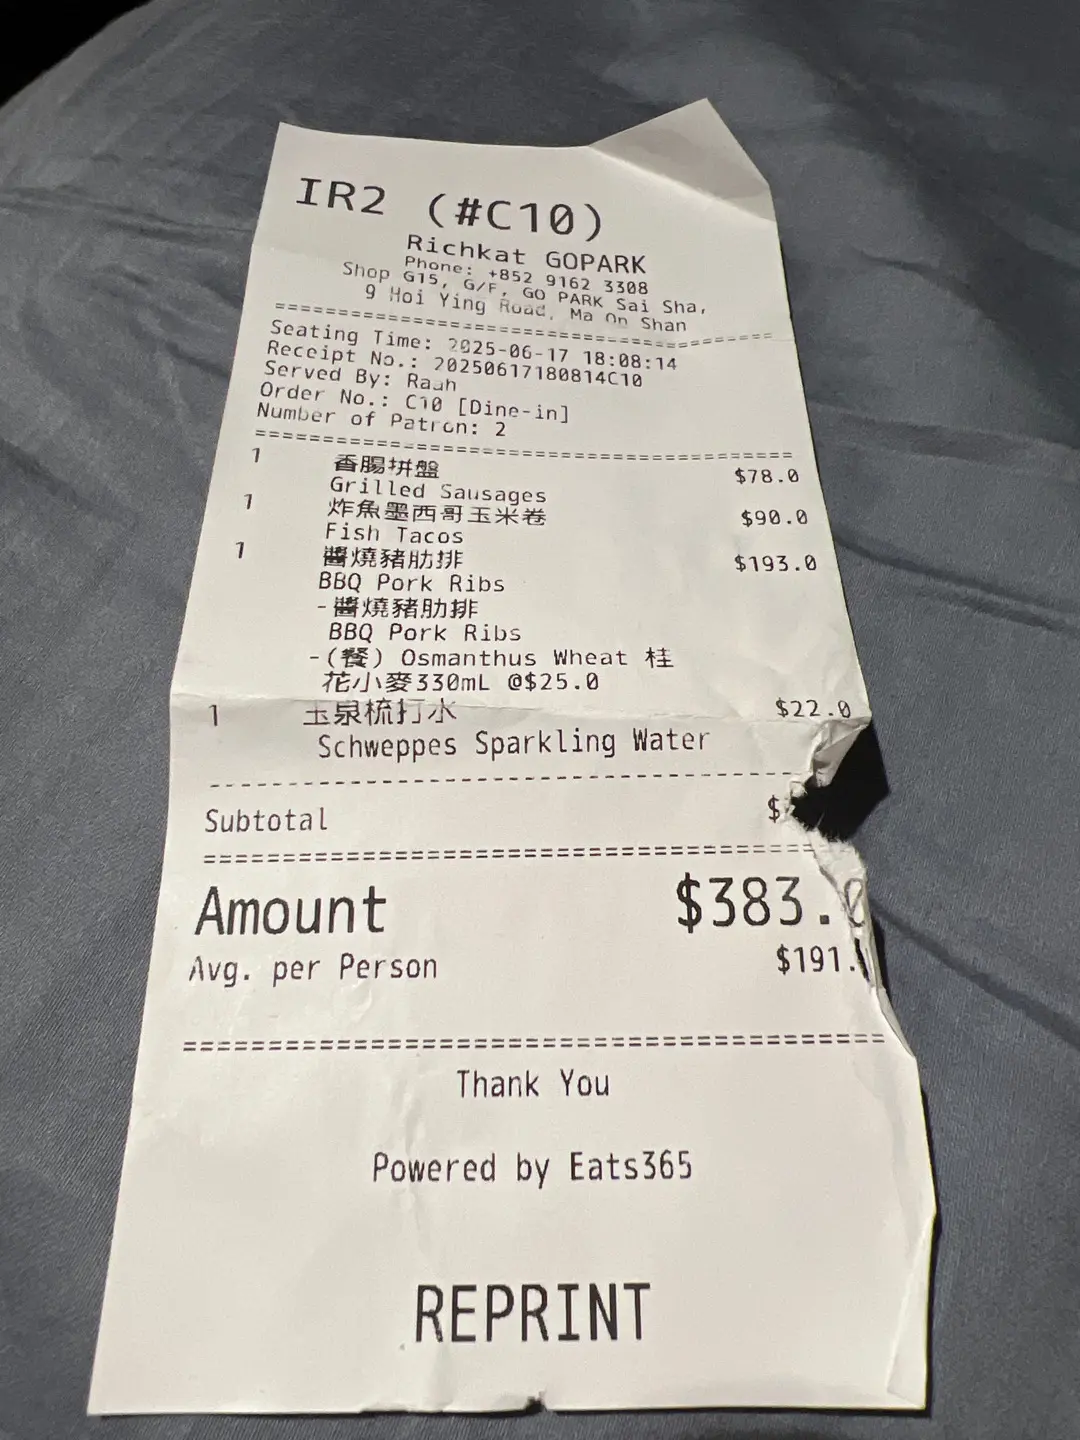 IR2 (#C10)
Richkat GOPARK
Phone: +852 9162 3308
Shop G15, G/F, GO PARK Sai Sha,
9 Hoi Ying Road, Ma On Shan
================================================
Seating Time: 2025-06-17 18:08:14
Receipt No.: 20250617180814C10
Served By:
Order No.: C10 [Dine-in]
Number of Patron: 2
================================================
1 香腸拼盤 $78.0
Grilled Sausages
1 炸魚墨西哥玉米卷 $90.0
Fish Tacos
1 醬燒豬肋排 $193.0
BBQ Pork Ribs
-醬燒豬肋排
BBQ Pork Ribs
-(餐) Osmanthus Wheat 桂
花小麥330mL @$25.0
1 玉泉梳打水 $22.0
Schweppes Sparkling Water
------------------------------------------------
Subtotal $
================================================
Amount $383.0
Avg. per Person $191.
================================================
Thank You
Powered by Eats365
REPRINT